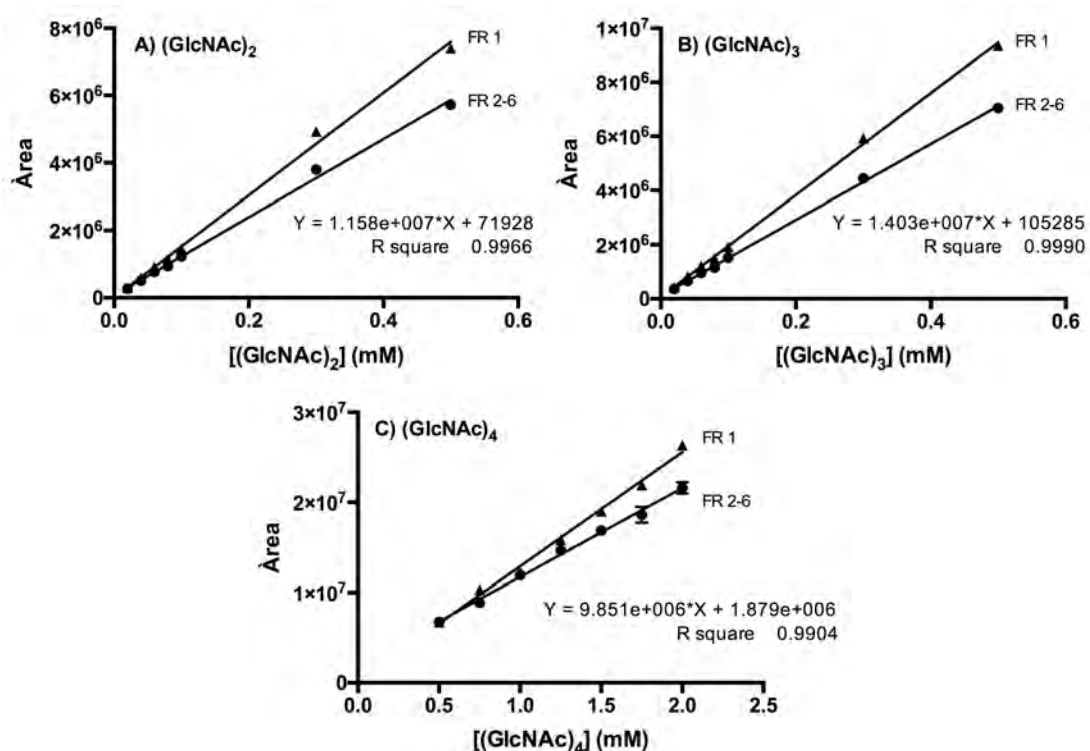 A) (GlcNAc)₂
FR 1
FR 2-6
8×10⁶
6×10⁶
4×10⁶
2×10⁶
0
Àrea
Y = 1.158e+007*X + 71928
R square 0.9966
0.0 0.2 0.4 0.6
[(GlcNAc)₂] (mM)
B) (GlcNAc)₃
FR 1
FR 2-6
1×10⁷
8×10⁶
6×10⁶
4×10⁶
2×10⁶
0
Àrea
Y = 1.403e+007*X + 105285
R square 0.9990
0.0 0.2 0.4 0.6
[(GlcNAc)₃] (mM)
C) (GlcNAc)₄
FR 1
FR 2-6
3×10⁷
2×10⁷
1×10⁷
0
Àrea
Y = 9.851e+006*X + 1.879e+006
R square 0.9904
0.0 0.5 1.0 1.5 2.0 2.5
[(GlcNAc)₄] (mM)